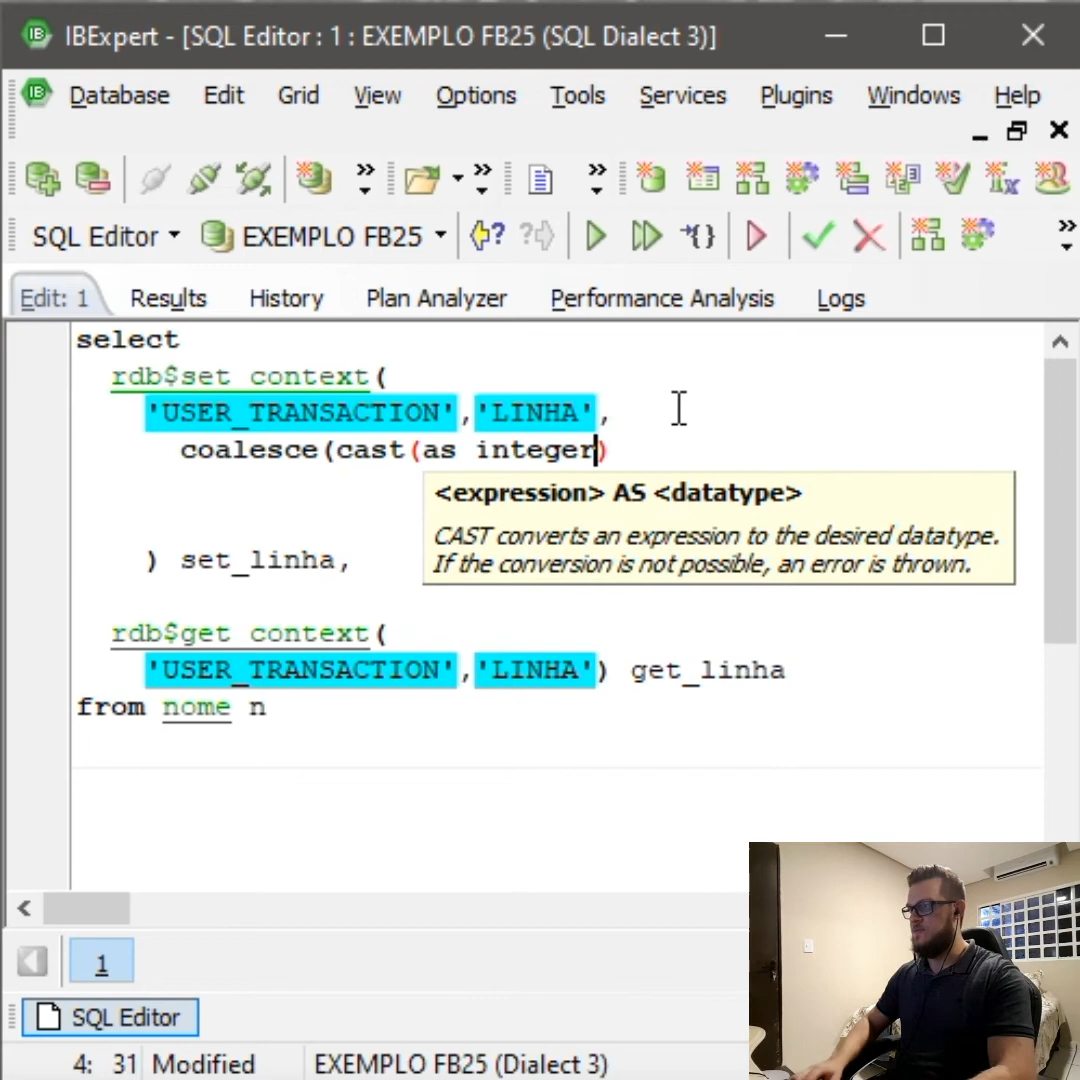 IBExpert - [SQL Editor : 1 : EXEMPLO FB25 (SQL Dialect 3)]
Database Edit Grid View Options Tools Services Plugins Windows Help
SQL Editor EXEMPLO FB25
Edit: 1 Results History Plan Analyzer Performance Analysis Logs
select
rdb$set_context(
'USER_TRANSACTION','LINHA',
coalesce(cast(as integer)
<expression> AS <datatype>
CAST converts an expression to the desired datatype.
If the conversion is not possible, an error is thrown.
) set_linha,
rdb$get_context(
'USER_TRANSACTION','LINHA') get_linha
from nome n
1
SQL Editor
4: 31 Modified EXEMPLO FB25 (Dialect 3)